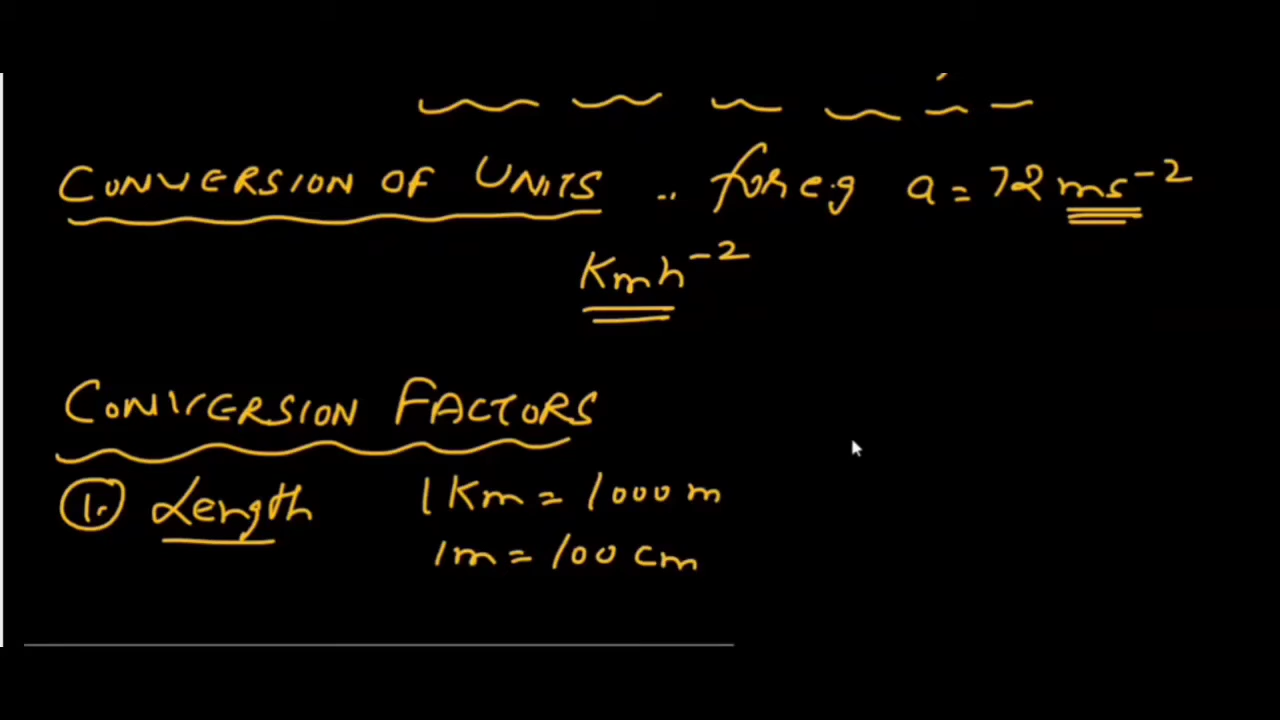 CONVERSION OF UNITS .. for e.g a = 72 ms⁻²
Kmh⁻²
CONVERSION FACTORS
1. Length 1 Km = 1000 m
1m = 100 cm